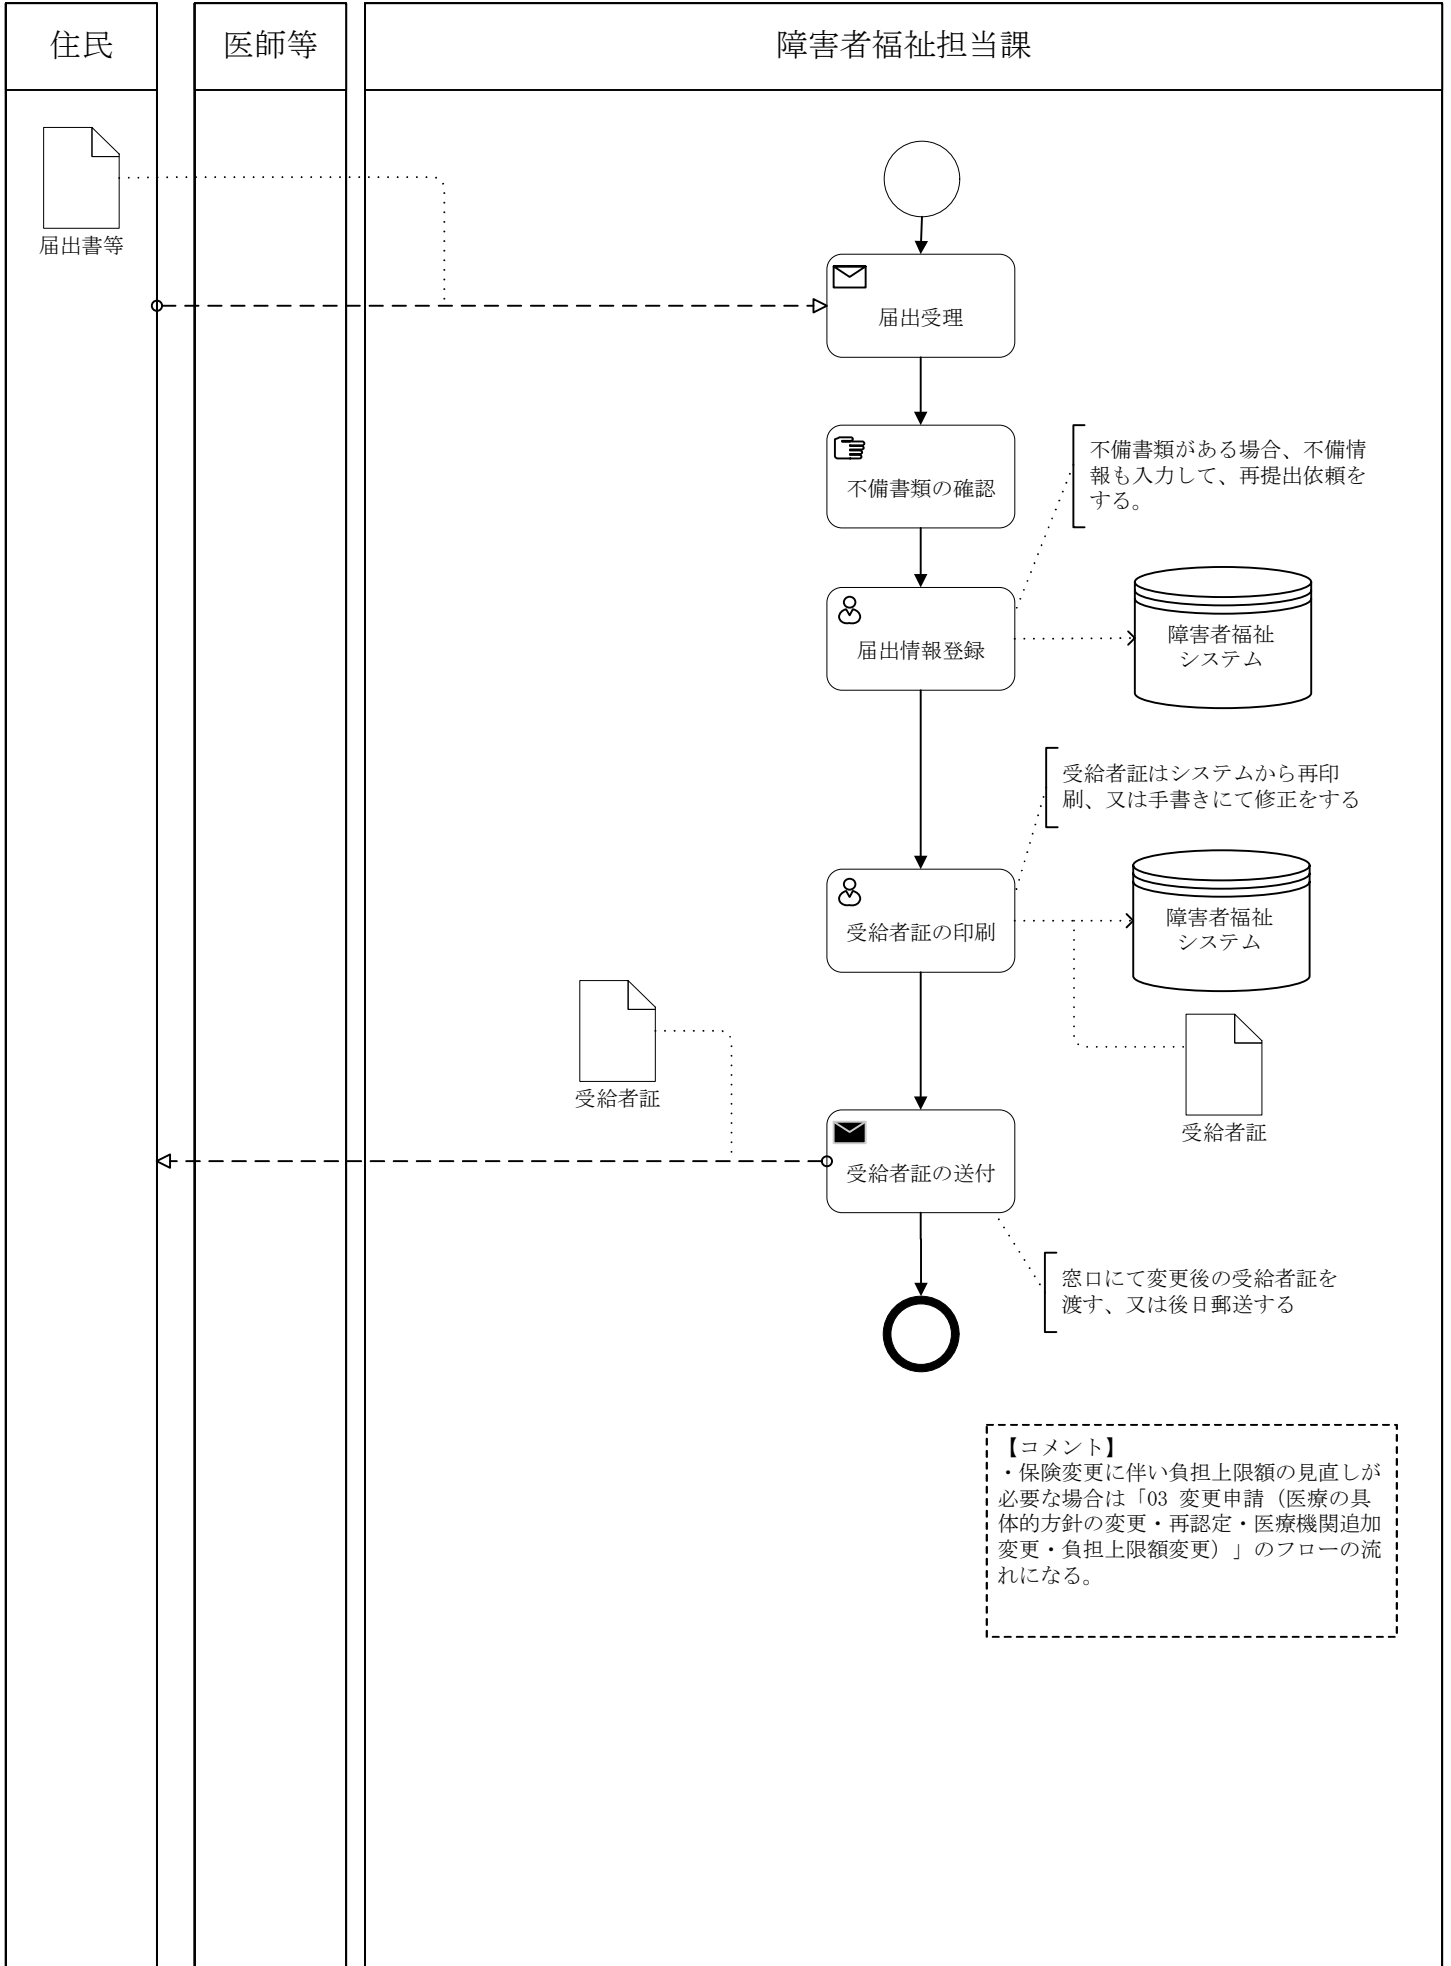 住民
医師等
障害者福祉担当課
届出書等
届出受理
不備書類の確認
不備書類がある場合、不備情
報も入力して、再提出依頼を
する。
届出情報登録
障害者福祉
システム
受給者証はシステムから再印
刷、又は手書きにて修正をする
受給者証の印刷
障害者福祉
システム
受給者証
受給者証
受給者証の送付
窓口にて変更後の受給者証を
渡す、又は後日郵送する
【コメント】
・保険変更に伴い負担上限額の見直しが
必要な場合は「03 変更申請（医療の具
体的方針の変更・再認定・医療機関追加
変更・負担上限額変更）」のフローの流
れになる。